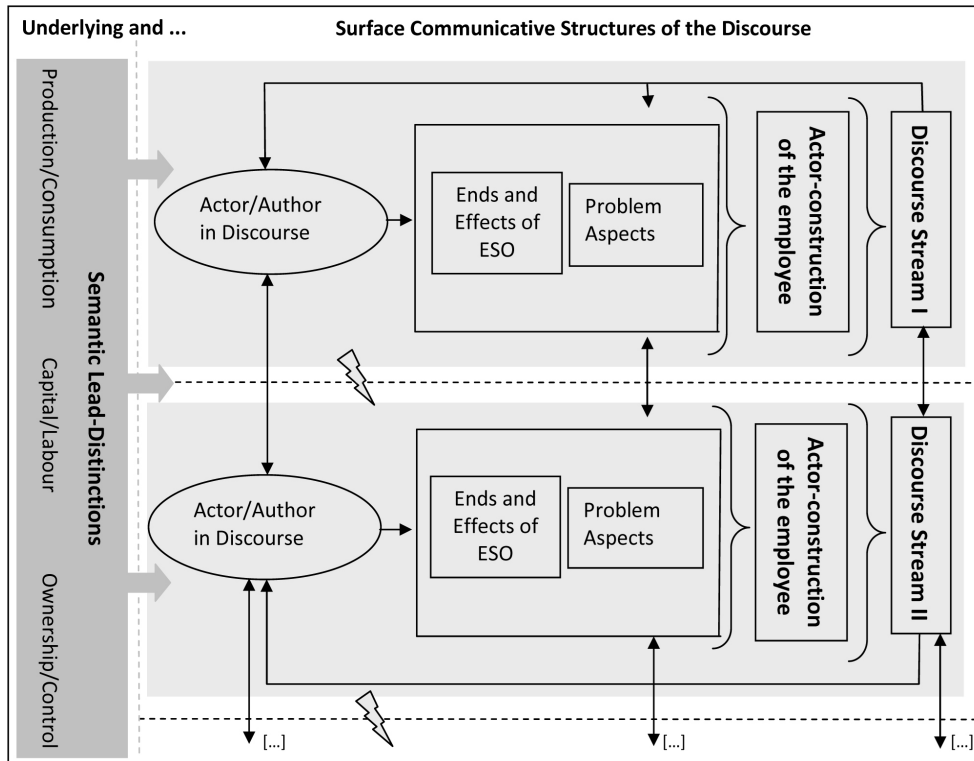 Underlying and ...
Surface Communicative Structures of the Discourse
Production/Consumption
Capital/Labour
Ownership/Control
Semantic Lead-Distinctions
Actor/Author
in Discourse
Ends and
Effects of
ESO
Problem
Aspects
Actor-construction
of the employee
Discourse Stream I
Actor/Author
in Discourse
Ends and
Effects of
ESO
Problem
Aspects
Actor-construction
of the employee
Discourse Stream II
[...]
[...]
[...]